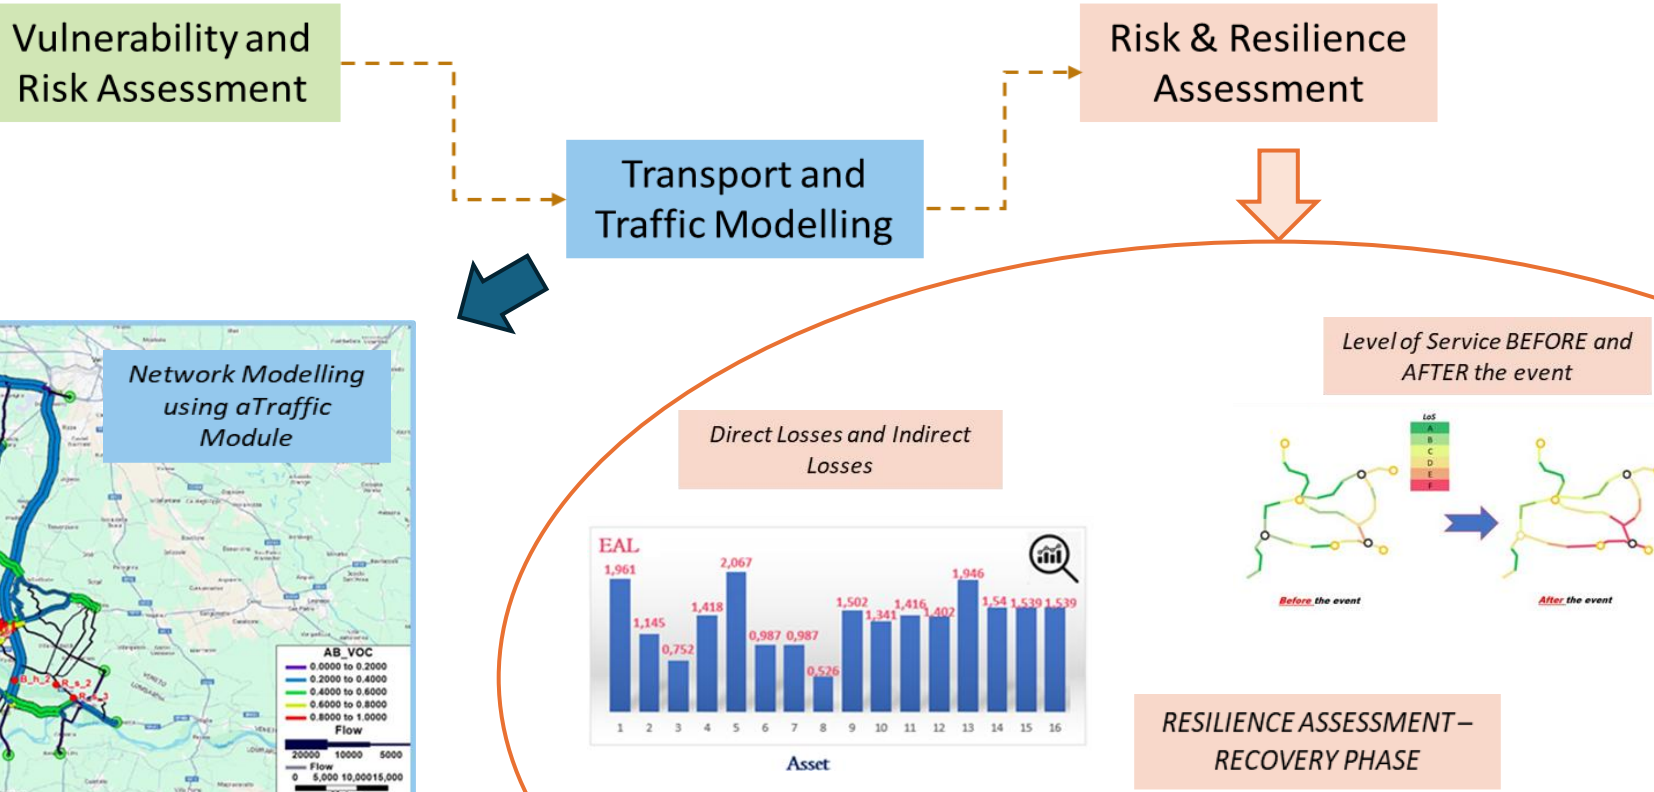 Vulnerability and
Risk Assessment
Risk & Resilience
Assessment
Transport and
Traffic Modelling
Network Modelling
using aTraffic
Module
Level of Service BEFORE and
AFTER the event
Direct Losses and Indirect
Losses
LoS
A
B
C
D
E
F
Before the event
After the event
EAL
1,961
1,145
0,752
1,418
2,067
0,987
0,987
0,526
1,502
1,341
1,416
1,402
1,946
1,54
1,539
1,539
1 2 3 4 5 6 7 8 9 10 11 12 13 14 15 16
Asset
B_h_2
R_s_2
R_s_3
AB_VOC
0.0000 to 0.2000
0.2000 to 0.4000
0.4000 to 0.6000
0.6000 to 0.8000
0.8000 to 1.0000
Flow
20000 10000 5000
Flow
0 5,000 10,00015,000
RESILIENCE ASSESSMENT –
RECOVERY PHASE